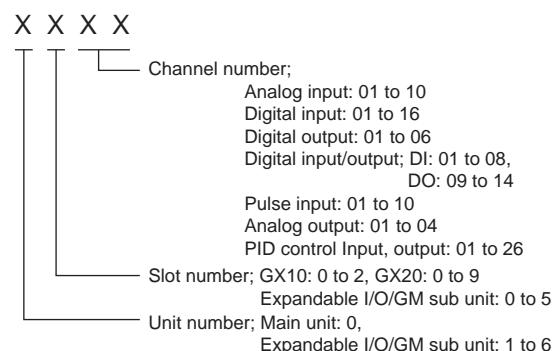 X X X X
Channel number;
Analog input: 01 to 10
Digital input: 01 to 16
Digital output: 01 to 06
Digital input/output; DI: 01 to 08,
DO: 09 to 14
Pulse input: 01 to 10
Analog output: 01 to 04
PID control Input, output: 01 to 26
Slot number; GX10: 0 to 2, GX20: 0 to 9
Expandable I/O/GM sub unit: 0 to 5
Unit number; Main unit: 0,
Expandable I/O/GM sub unit: 1 to 6